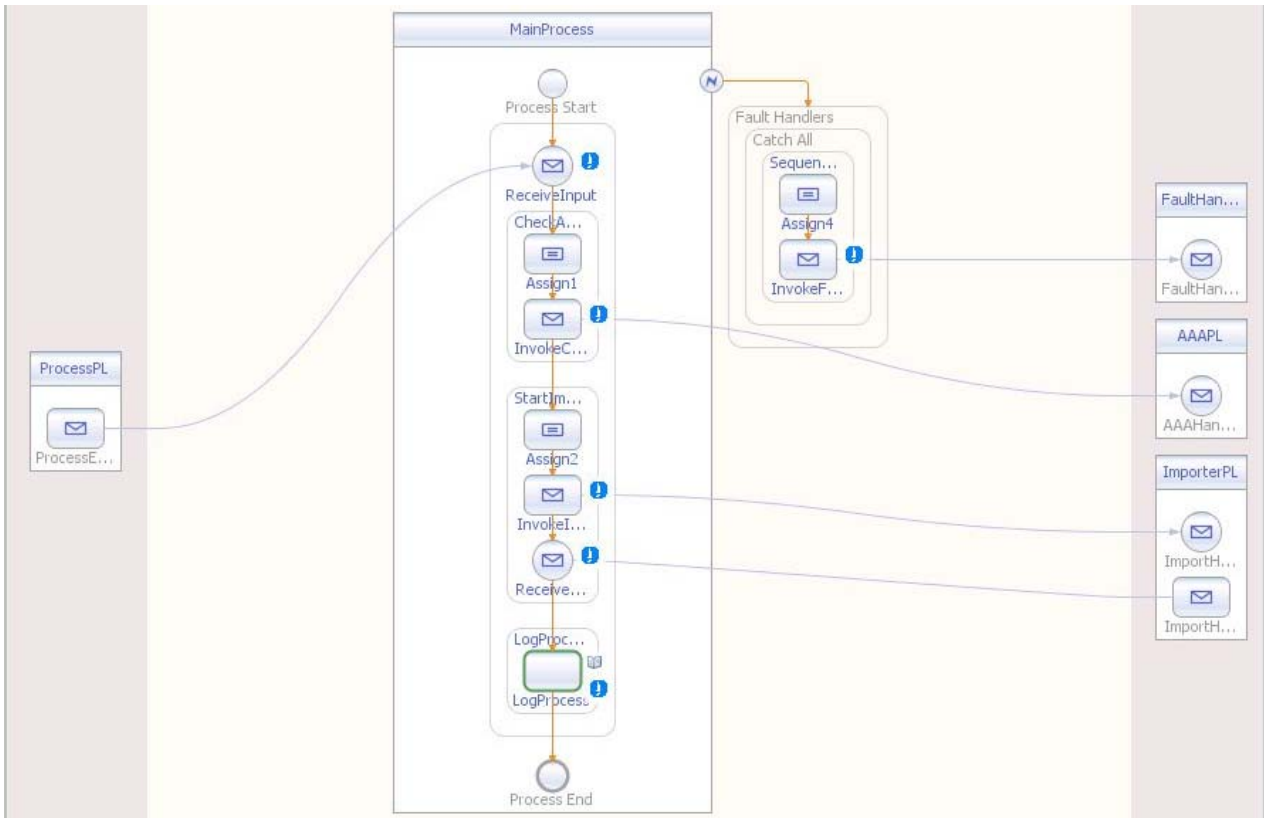 MainProcess
Process Start
ReceiveInput
CheckA...
Assign1
InvokeC...
StartIm...
Assign2
InvokeI...
Receive...
LogProc...
LogProcess
Process End
Fault Handlers
Catch All
Sequen...
Assign4
InvokeF...
ProcessPL
ProcessE...
FaultHan...
FaultHan...
AAAPL
AAAHan...
ImporterPL
ImportH...
ImportH...